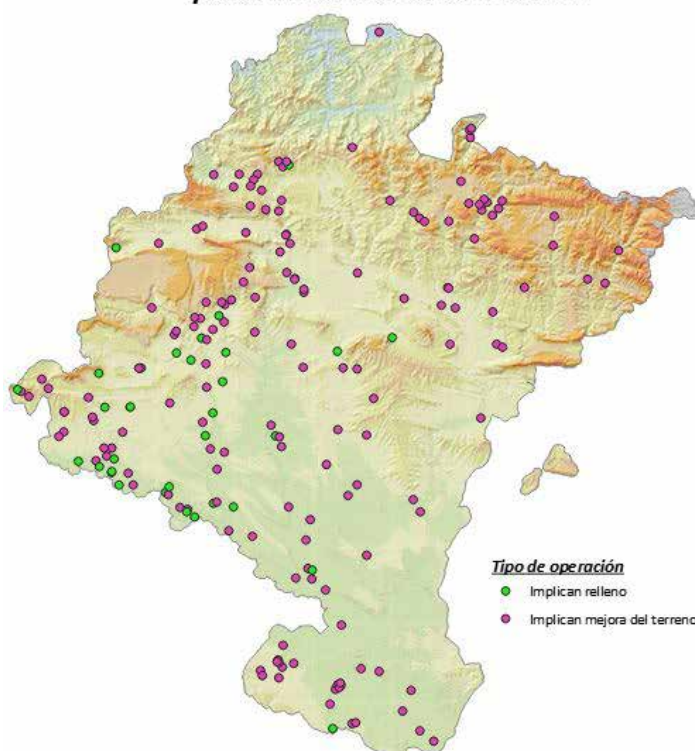 Tipo de operación
Implican relleno
Implican mejora del terreno